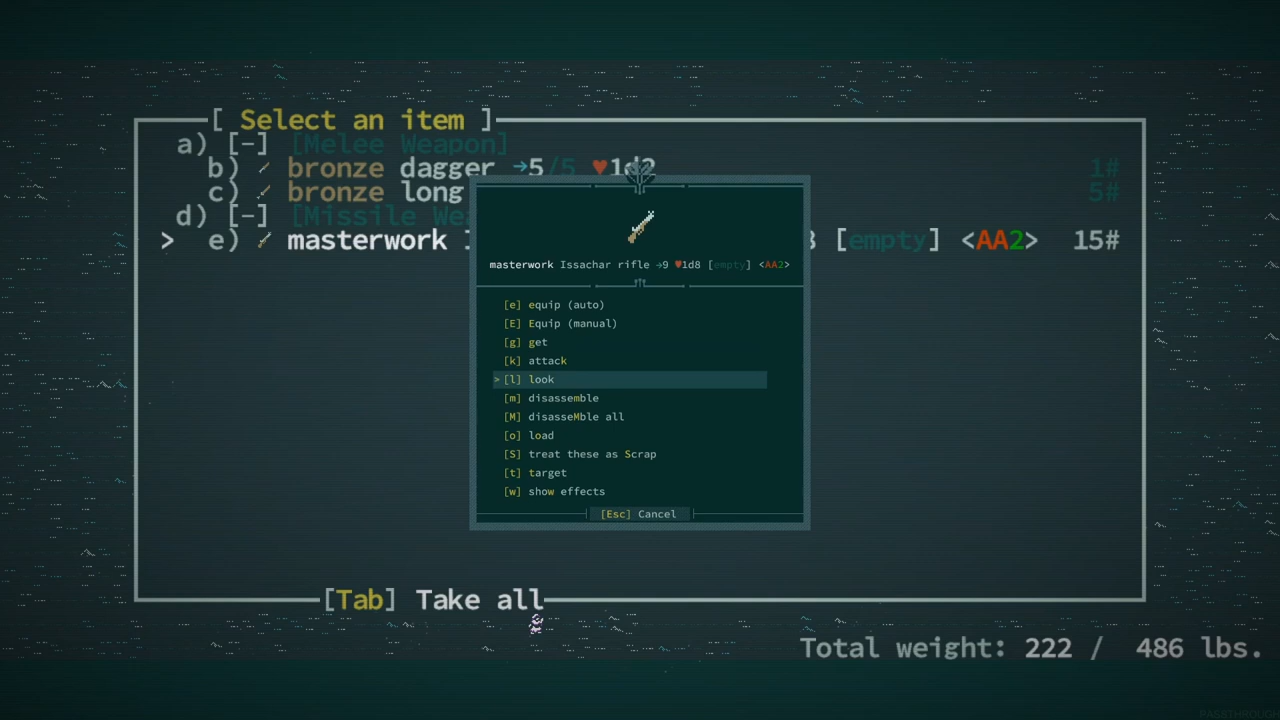 [ Select an item ]
a) [-] [Melee Weapon]
b) bronze dagger →5/5 ♥1d2 1#
c) bronze long 5#
d) [-] [Missile Wea
> e) masterwork [empty] <AA2> 15#
masterwork Issachar rifle →9 ♥1d8 [empty] <AA2>
[e] equip (auto)
[E] Equip (manual)
[g] get
[k] attack
> [l] look
[m] disassemble
[M] disasseMble all
[o] load
[S] treat these as Scrap
[t] target
[w] show effects
[Esc] Cancel
[Tab] Take all
Total weight: 222 / 486 lbs.